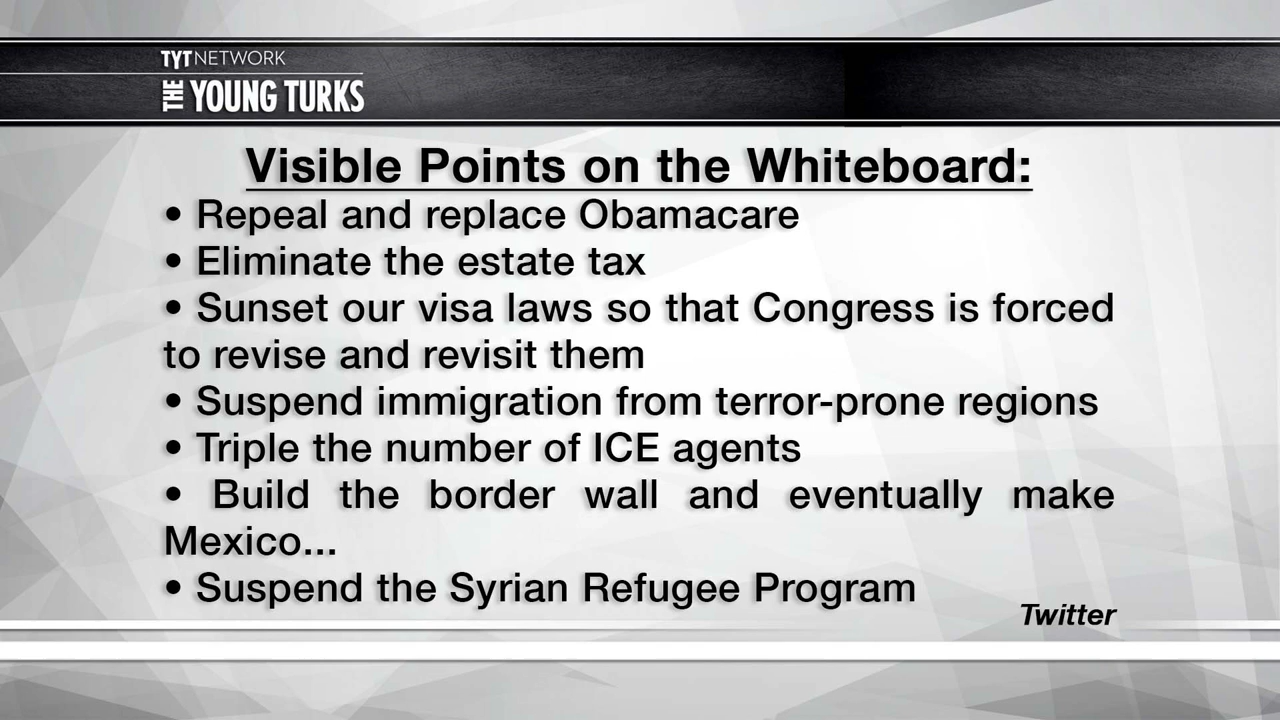 TYT NETWORK
THE YOUNG TURKS
Visible Points on the Whiteboard:
• Repeal and replace Obamacare
• Eliminate the estate tax
• Sunset our visa laws so that Congress is forced
to revise and revisit them
• Suspend immigration from terror-prone regions
• Triple the number of ICE agents
• Build the border wall and eventually make
Mexico...
• Suspend the Syrian Refugee Program
Twitter